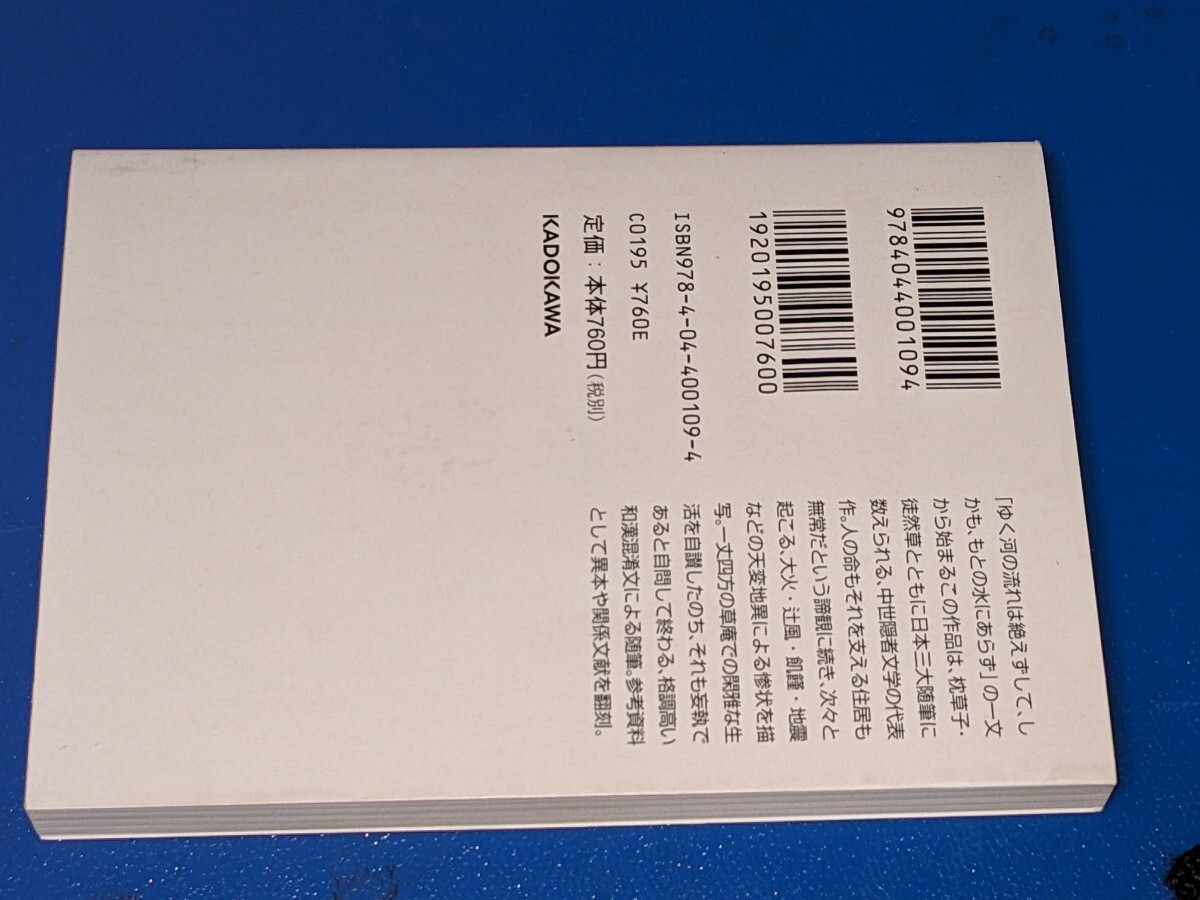 9784044001094
1920195007600
ISBN978-4-04-400109-4
C0195 ¥760E
定価：本体760円（税別）
KADOKAWA
「ゆく河の流れは絶えずして、し
かも、もとの水にあらず」の一文
から始まるこの作品は、枕草子・
徒然草とともに日本三大随筆に
数えられる、中世隠者文学の代表
作。人の命もそれを支える住居も
無常だという諦観に続き、次々と
起こる、大火・辻風・飢饉・地震
などの天変地異による惨状を描
写。一丈四方の草庵での閑雅な生
活を自讃したのち、それも妄執で
あると自問して終わる、格調高い
和漢混淆文による随筆。参考資料
として異本や関係文献を翻刻。